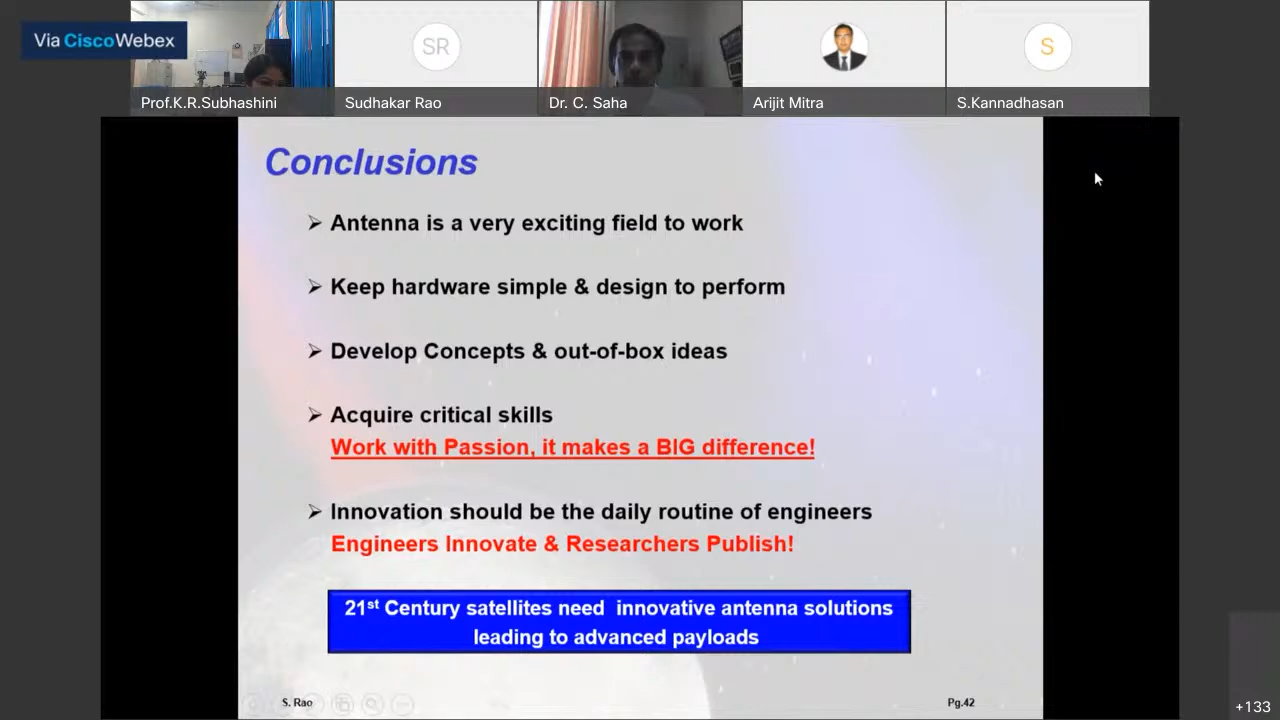 Via CiscoWebex
SR
S
Prof.K.R.Subhashini
Sudhakar Rao
Dr. C. Saha
Arijit Mitra
S.Kannadhasan
Conclusions
➢ Antenna is a very exciting field to work
➢ Keep hardware simple & design to perform
➢ Develop Concepts & out-of-box ideas
➢ Acquire critical skills
Work with Passion, it makes a BIG difference!
➢ Innovation should be the daily routine of engineers
Engineers Innovate & Researchers Publish!
21st Century satellites need innovative antenna solutions
leading to advanced payloads
S. Rao
Pg.42
+133